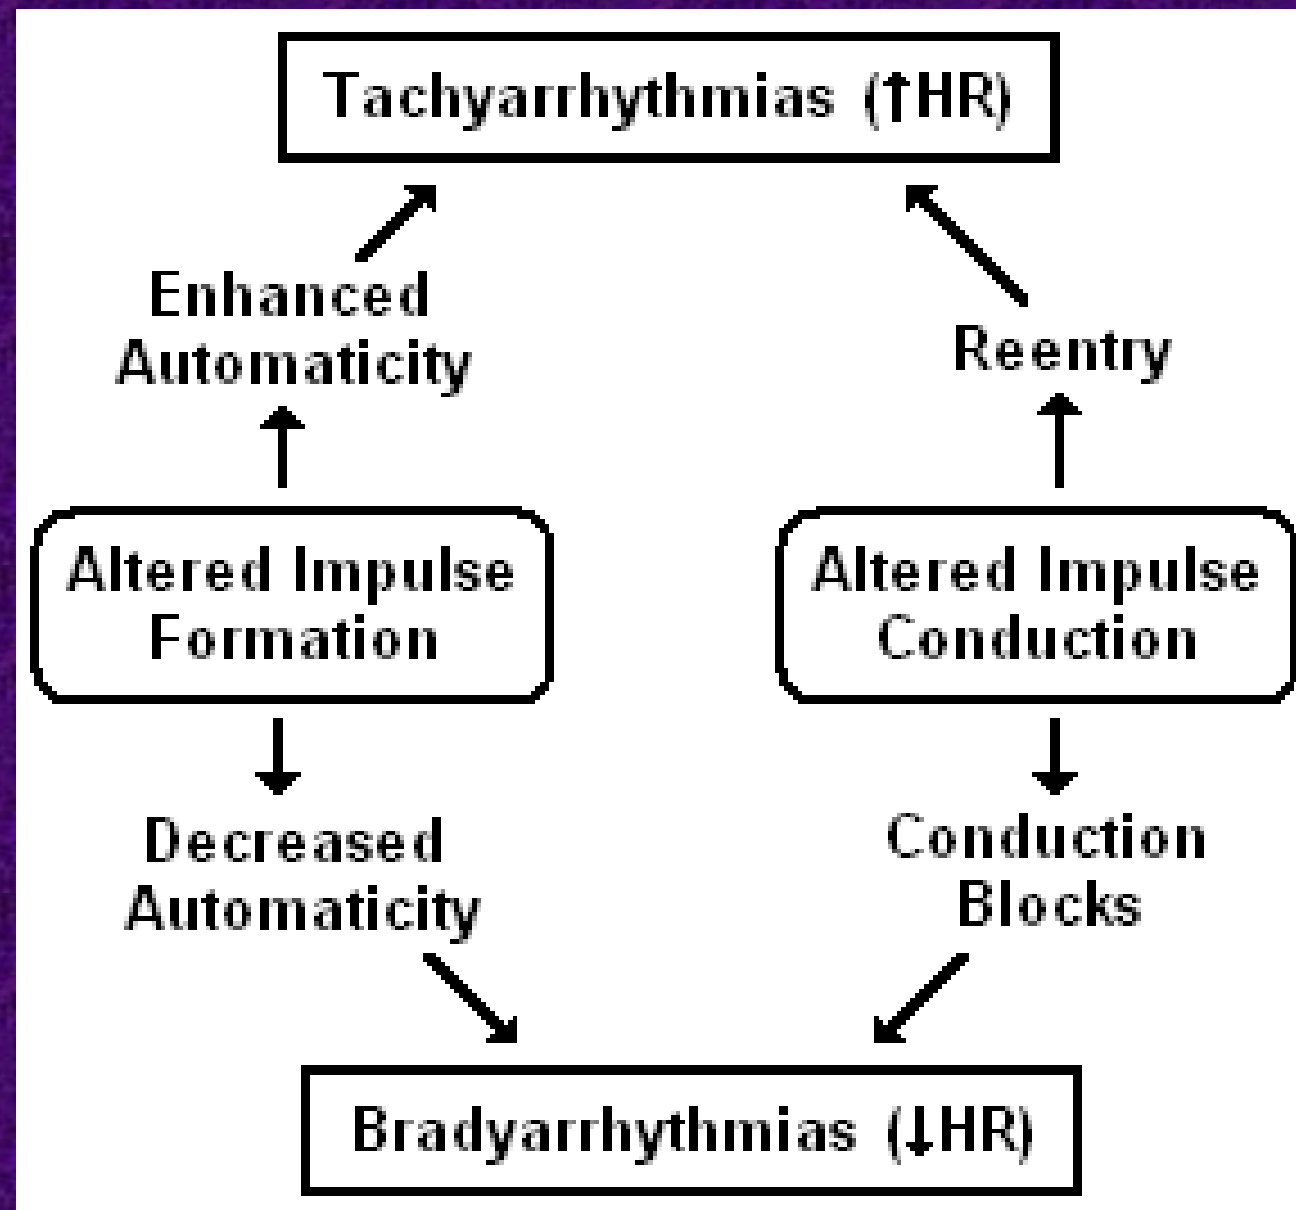 Tachyarrhythmias (↑HR)
Enhanced
Automaticity
Reentry
Altered Impulse
Formation
Altered Impulse
Conduction
Decreased
Automaticity
Conduction
Blocks
Bradyarrhythmias (↓HR)